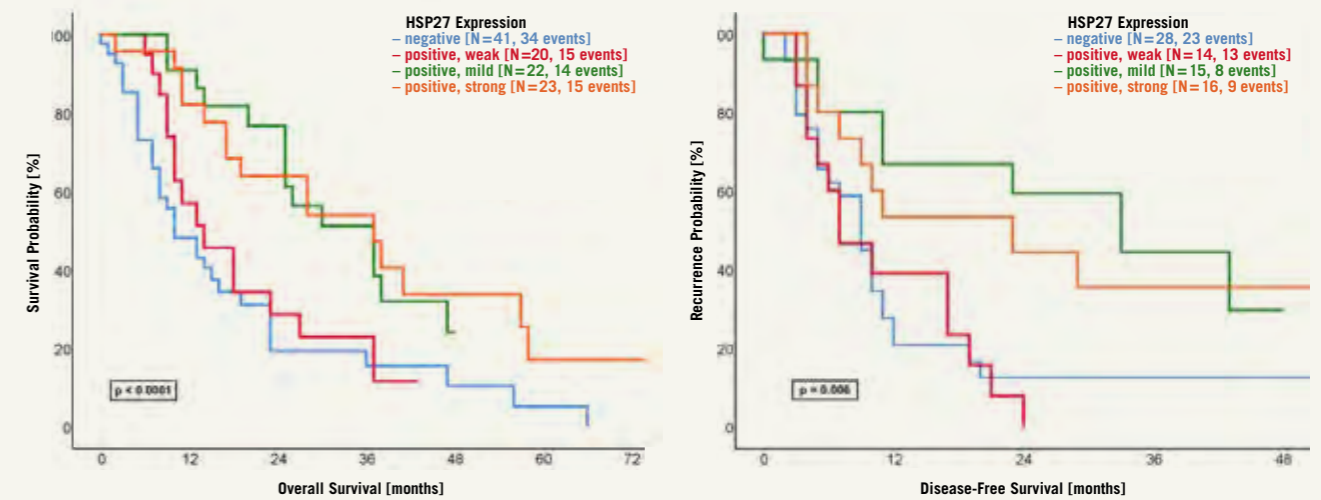 HSP27 Expression
– negative [N=41, 34 events]
– positive, weak [N=20, 15 events]
– positive, mild [N=22, 14 events]
– positive, strong [N=23, 15 events]
Survival Probability [%]
100
80
60
40
20
0
p < 0.0001
0 12 24 36 48 60 72
Overall Survival [months]
HSP27 Expression
– negative [N=28, 23 events]
– positive, weak [N=14, 13 events]
– positive, mild [N=15, 8 events]
– positive, strong [N=16, 9 events]
Recurrence Probability [%]
00
80
60
40
20
0
p = 0.006
0 12 24 36 48
Disease-Free Survival [months]